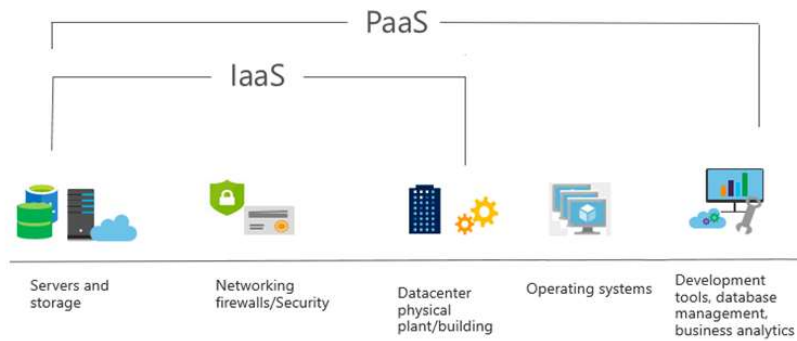 PaaS
IaaS
Servers and
storage
Networking
firewalls/Security
Datacenter
physical
plant/building
Operating systems
Development
tools, database
management,
business analytics